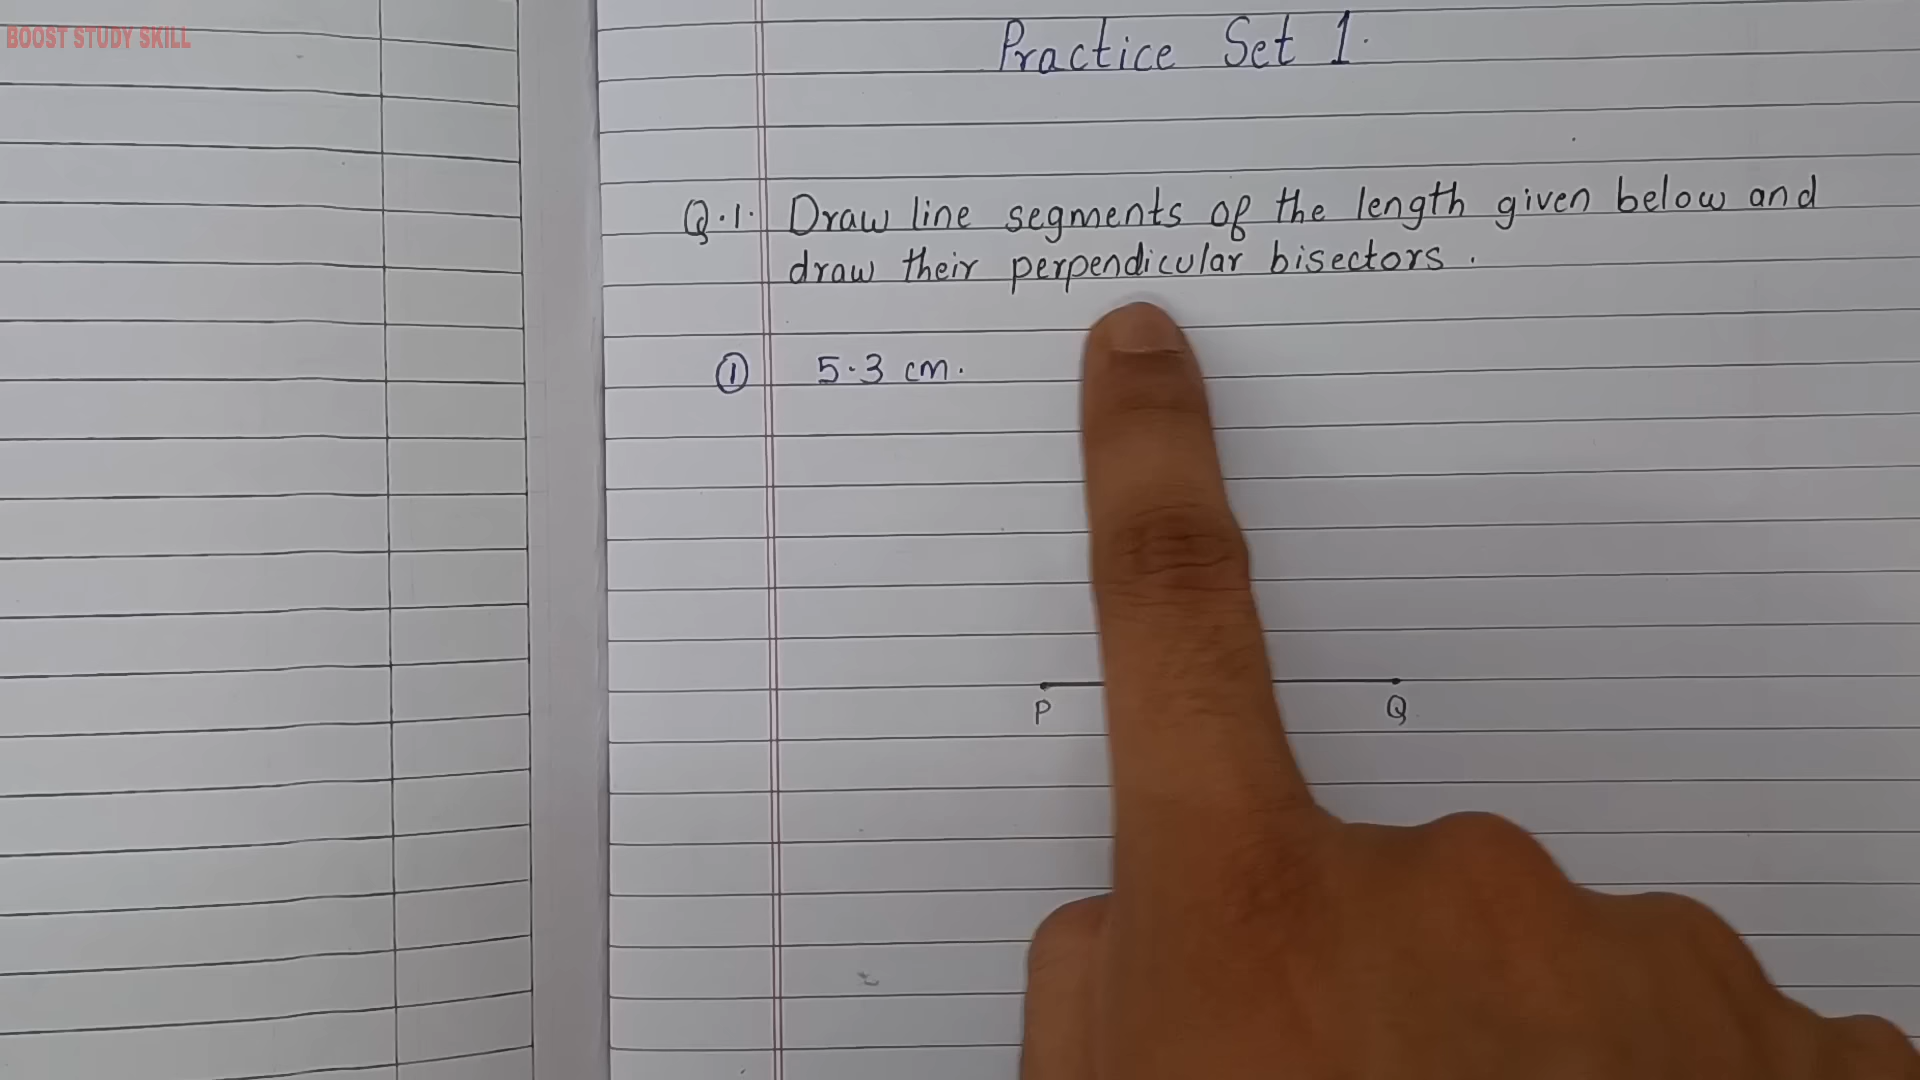 BOOST STUDY SKILL
Practice Set 1.
Q.1. Draw line segments of the length given below and
draw their perpendicular bisectors.
① 5.3 cm.
P Q